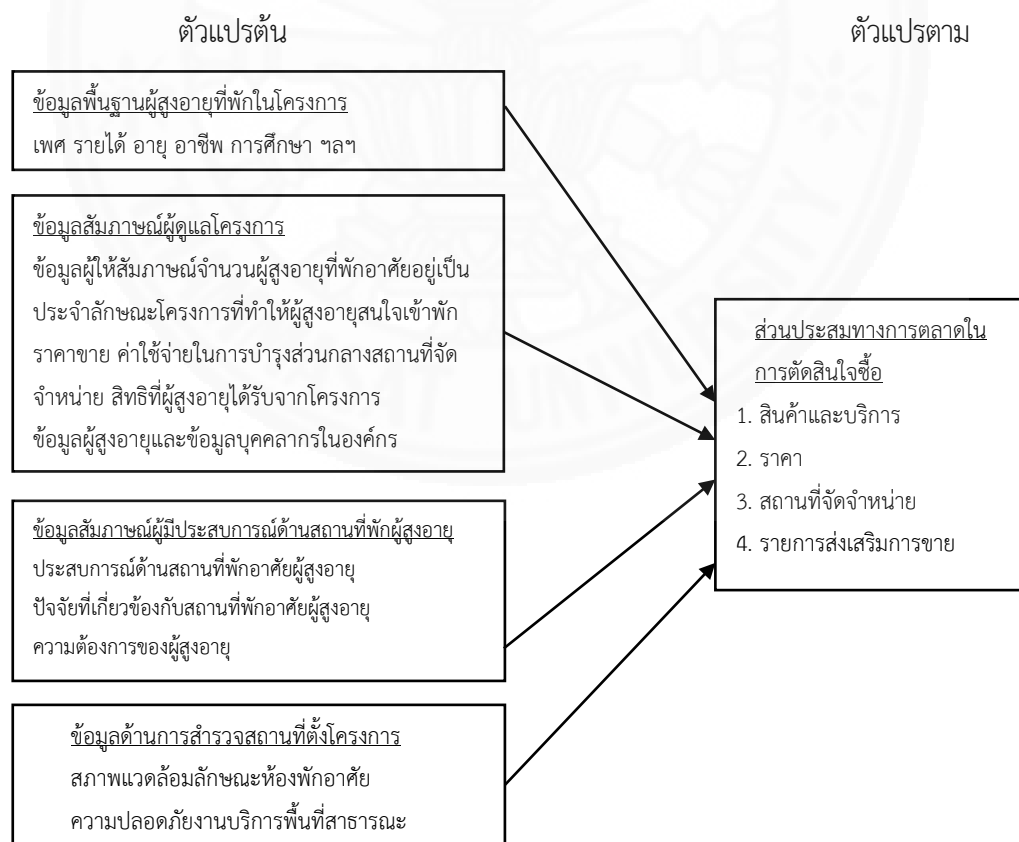 ตัวแปรต้น
ตัวแปรตาม
ข้อมูลพื้นฐานผู้สูงอายุที่พักในโครงการ
เพศ รายได้ อายุ อาชีพ การศึกษา ฯลฯ
ข้อมูลสัมภาษณ์ผู้ดูแลโครงการ
ข้อมูลผู้ให้สัมภาษณ์จำนวนผู้สูงอายุที่พักอาศัยอยู่เป็น
ประจำลักษณะโครงการที่ทำให้ผู้สูงอายุสนใจเข้าพัก
ราคาขาย ค่าใช้จ่ายในการบำรุงส่วนกลางสถานที่จัด
จำหน่าย สิทธิที่ผู้สูงอายุได้รับจากโครงการ
ข้อมูลผู้สูงอายุและข้อมูลบุคคลากรในองค์กร
ข้อมูลสัมภาษณ์ผู้มีประสบการณ์ด้านสถานที่พักผู้สูงอายุ
ประสบการณ์ด้านสถานที่พักอาศัยผู้สูงอายุ
ปัจจัยที่เกี่ยวข้องกับสถานที่พักอาศัยผู้สูงอายุ
ความต้องการของผู้สูงอายุ
ข้อมูลด้านการสำรวจสถานที่ตั้งโครงการ
สภาพแวดล้อมลักษณะห้องพักอาศัย
ความปลอดภัยงานบริการพื้นที่สาธารณะ
ส่วนประสมทางการตลาดใน
การตัดสินใจซื้อ
1. สินค้าและบริการ
2. ราคา
3. สถานที่จัดจำหน่าย
4. รายการส่งเสริมการขาย